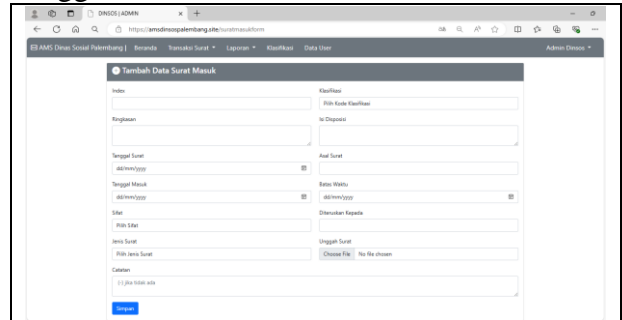 DINSOS | ADMIN
https://amsdinsospalembang.site/suratmasukform
AMS Dinas Sosial Palembang | Beranda Transaksi Surat Laporan Klasifikasi Data User Admin Dinsos
Tambah Data Surat Masuk
Index Klasifikasi
Pilih Kode Klasifikasi
Ringkasan Isi Disposisi
Tanggal Surat Asal Surat
dd/mm/yyyy
Tanggal Masuk Batas Waktu
dd/mm/yyyy dd/mm/yyyy
Sifat Diteruskan Kepada
Pilih Sifat
Jenis Surat Unggah Surat
Pilih Jenis Surat Choose File No file chosen
Catatan
(-) jika tidak ada
Simpan